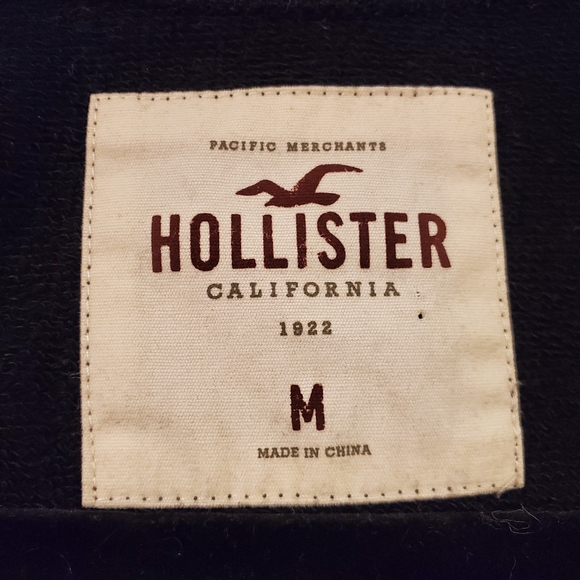 PACIFIC MERCHANTS
HOLLISTER
CALIFORNIA
1922
M
MADE IN CHINA